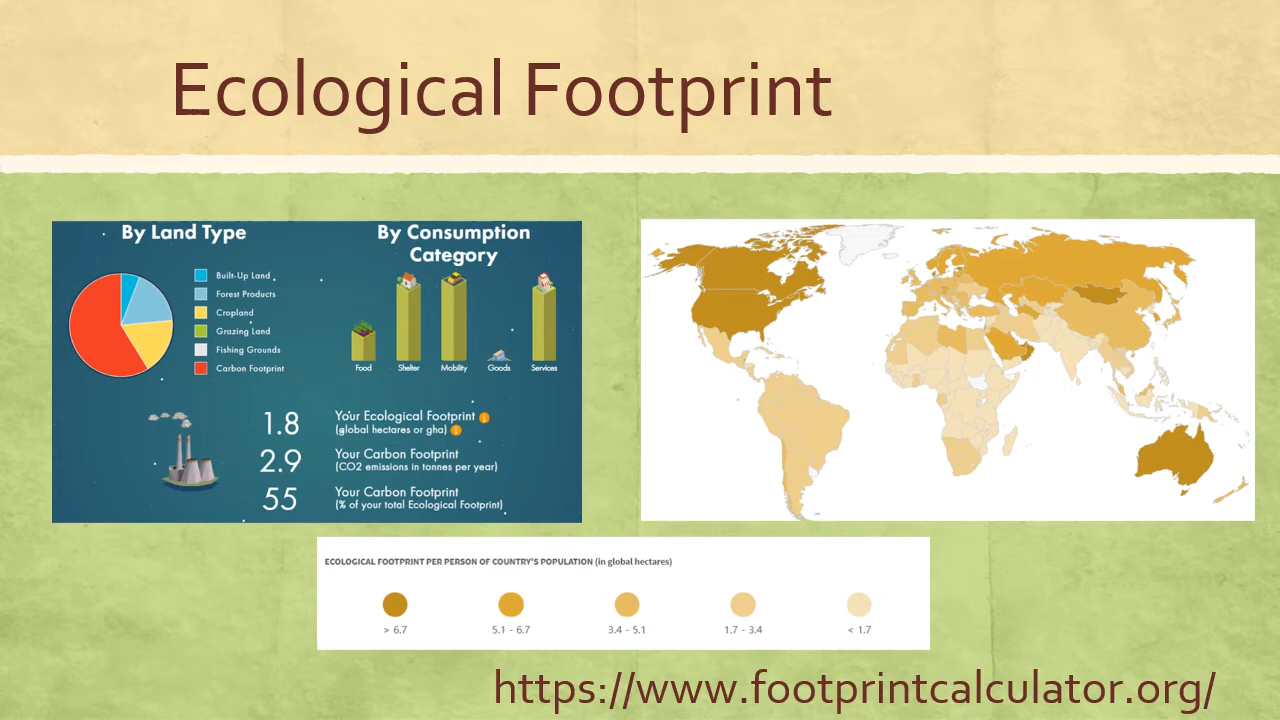 Ecological Footprint
By Land Type
Built-Up Land
Forest Products
Cropland
Grazing Land
Fishing Grounds
Carbon Footprint
By Consumption
Category
Food
Shelter
Mobility
Goods
Services
1.8
Your Ecological Footprint
(global hectares or gha)
2.9
Your Carbon Footprint
(CO2 emissions in tonnes per year)
55
Your Carbon Footprint
(% of your total Ecological Footprint)
ECOLOGICAL FOOTPRINT PER PERSON OF COUNTRY'S POPULATION (in global hectares)
> 6.7
5.1 - 6.7
3.4 - 5.1
1.7 - 3.4
< 1.7
https://www.footprintcalculator.org/